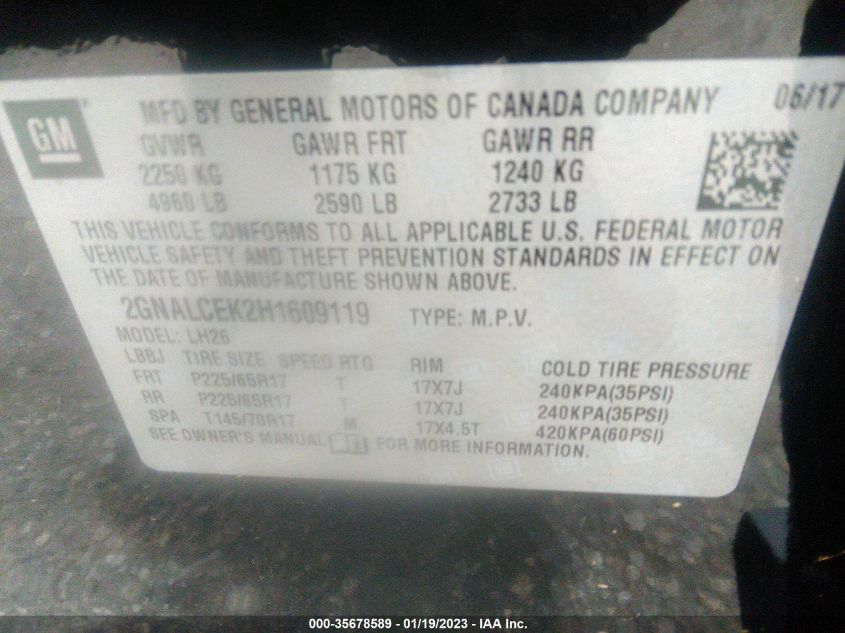 GM
MFD BY GENERAL MOTORS OF CANADA COMPANY 06/17
GVWR GAWR FRT GAWR RR
2250 KG 1175 KG 1240 KG
4960 LB 2590 LB 2733 LB
THIS VEHICLE CONFORMS TO ALL APPLICABLE U.S. FEDERAL MOTOR
VEHICLE SAFETY AND THEFT PREVENTION STANDARDS IN EFFECT ON
THE DATE OF MANUFACTURE SHOWN ABOVE.
2GNALCEK2H1609119 TYPE: M.P.V.
MODEL: LH26
LBBJ TIRE SIZE SPEED RTG RIM COLD TIRE PRESSURE
FRT P225/65R17 T 17X7J 240KPA(35PSI)
RR P225/65R17 T 17X7J 240KPA(35PSI)
SPA T145/70R17 M 17X4.5T 420KPA(60PSI)
SEE OWNER'S MANUAL FOR MORE INFORMATION.
000-35678589 - 01/19/2023 - IAA Inc.